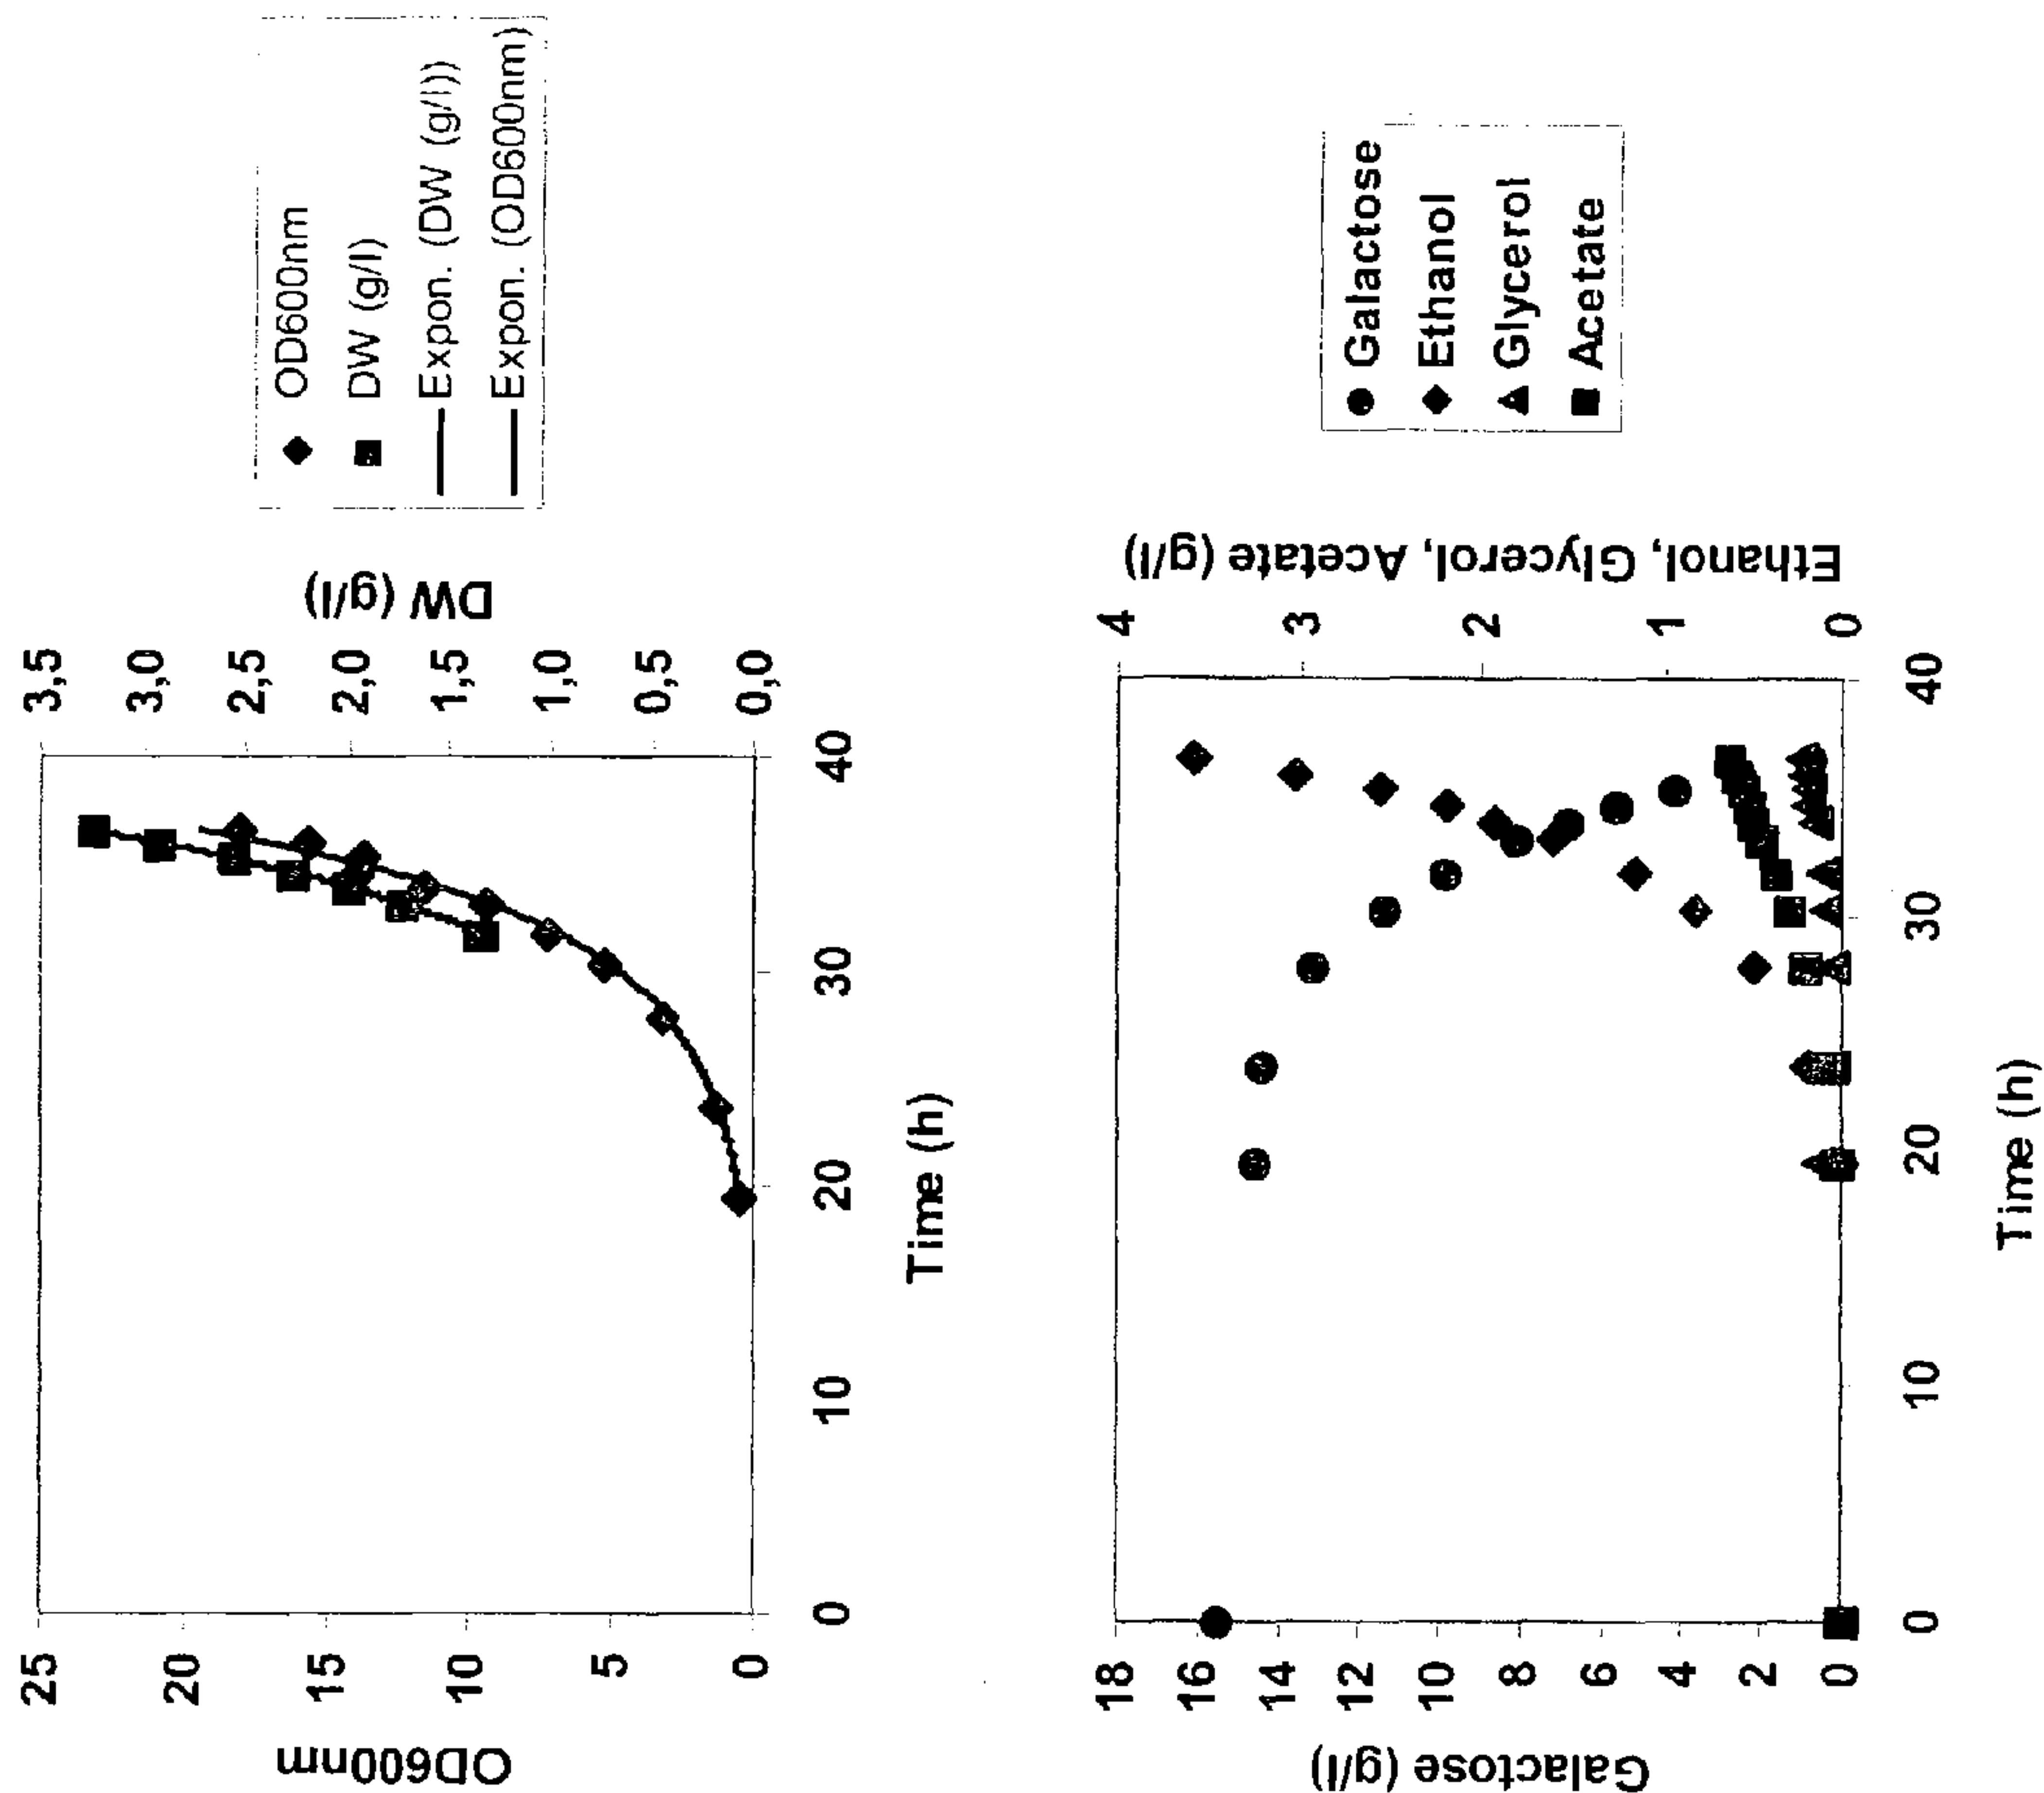 OD600nm
25
20
15
10
5
0
0
10
20
30
40
Time (h)
3,5
3,0
2,5
2,0
1,5
1,0
0,5
0,0
DW (g/l)
OD600nm
DW (g/l)
Expon. (DW (g/l))
Expon. (OD600nm)
Galactose (g/l)
18
16
14
12
10
8
6
4
2
0
0
10
20
30
40
Time (h)
4
3
2
1
0
Ethanol, Glycerol, Acetate (g/l)
Galactose
Ethanol
Glycerol
Acetate